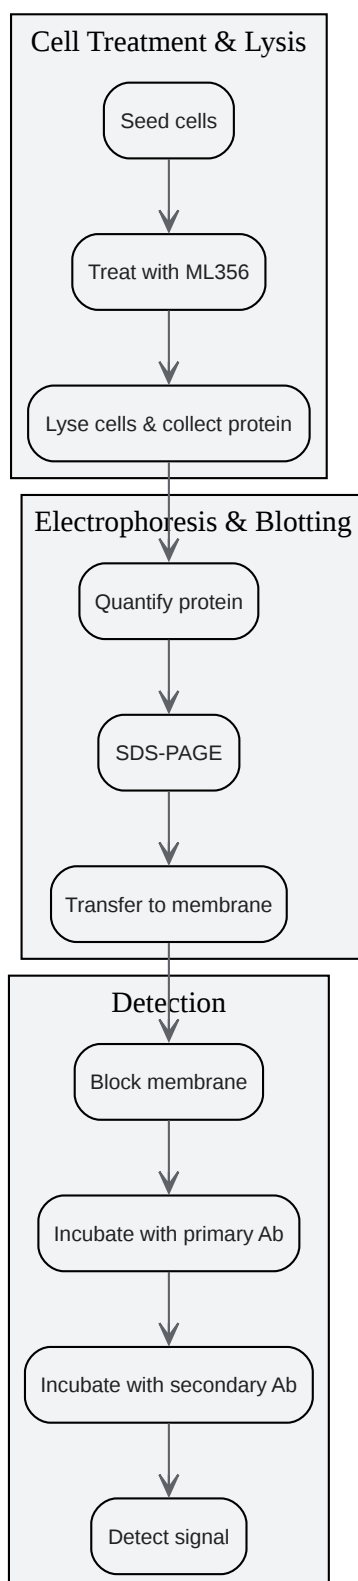 Cell Treatment & Lysis
Seed cells
Treat with ML356
Lyse cells & collect protein
Electrophoresis & Blotting
Quantify protein
SDS-PAGE
Transfer to membrane
Detection
Block membrane
Incubate with primary Ab
Incubate with secondary Ab
Detect signal